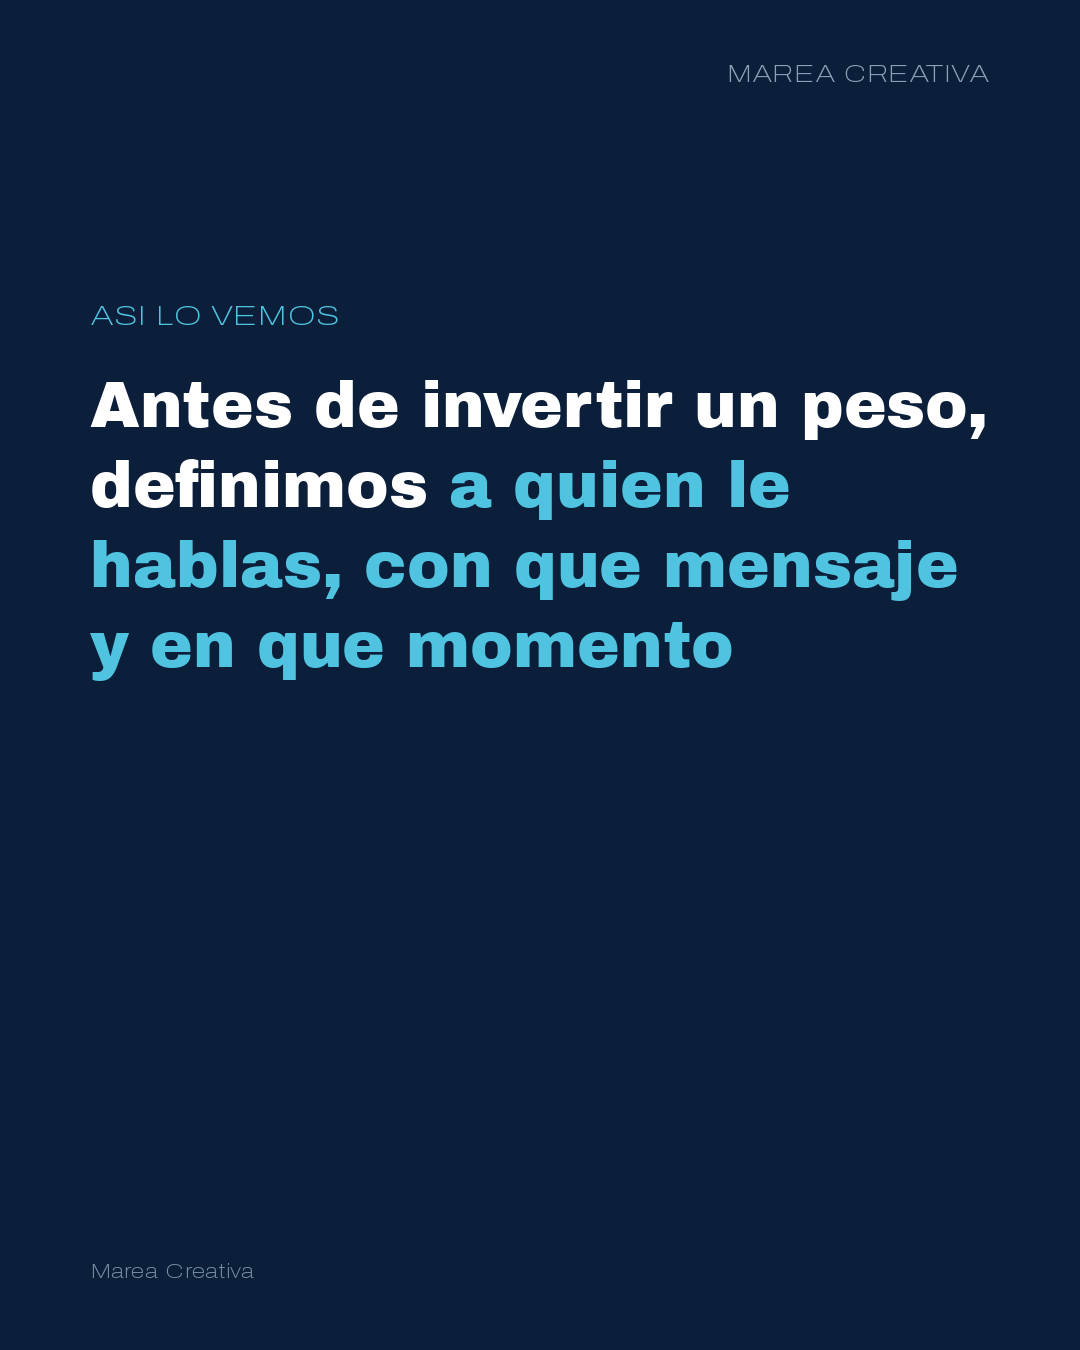 MAREA CREATIVA
ASI LO VEMOS
Antes de invertir un peso,
definimos a quien le
hablas, con que mensaje
y en que momento
Marea Creativa